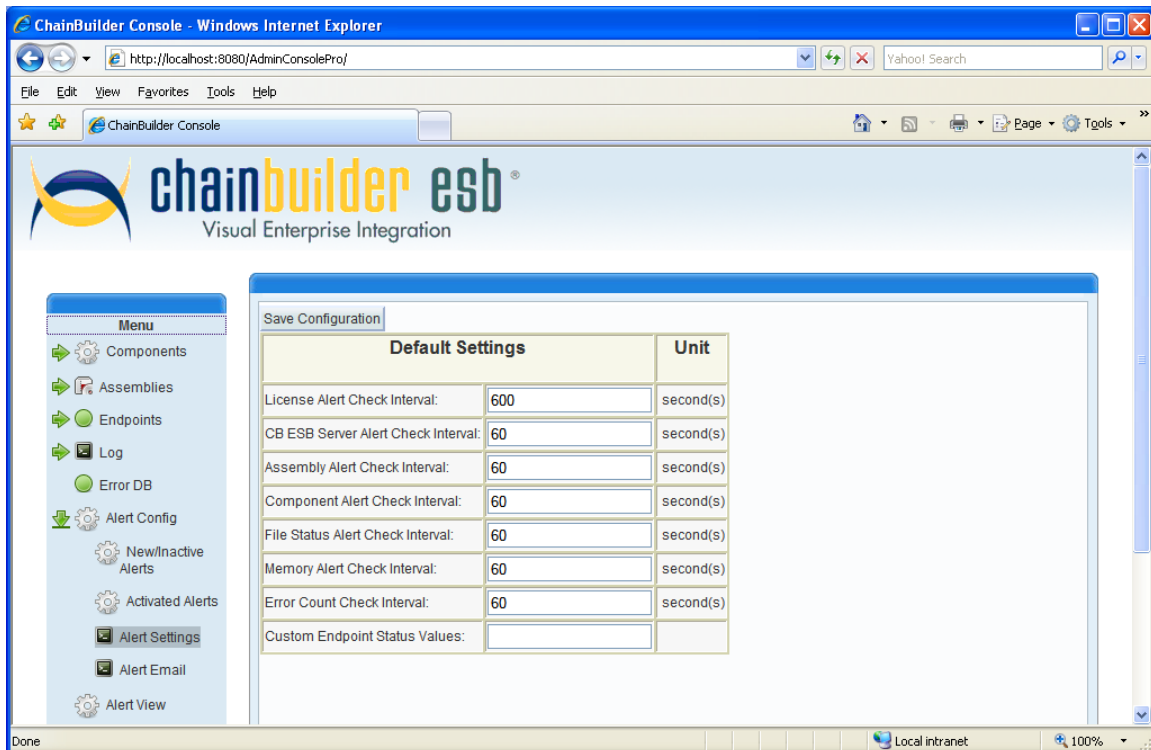 ChainBuilder Console - Windows Internet Explorer
http://localhost:8080/AdminConsolePro/
Yahoo! Search
File Edit View Favorites Tools Help
ChainBuilder Console
Page
Tools
chainbuilder esb ®
Visual Enterprise Integration
Menu
Components
Assemblies
Endpoints
Log
Error DB
Alert Config
New/Inactive
Alerts
Activated Alerts
Alert Settings
Alert Email
Alert View
Save Configuration
Default Settings Unit
License Alert Check Interval: 600 second(s)
CB ESB Server Alert Check Interval: 60 second(s)
Assembly Alert Check Interval: 60 second(s)
Component Alert Check Interval: 60 second(s)
File Status Alert Check Interval: 60 second(s)
Memory Alert Check Interval: 60 second(s)
Error Count Check Interval: 60 second(s)
Custom Endpoint Status Values:
Done
Local intranet
100%